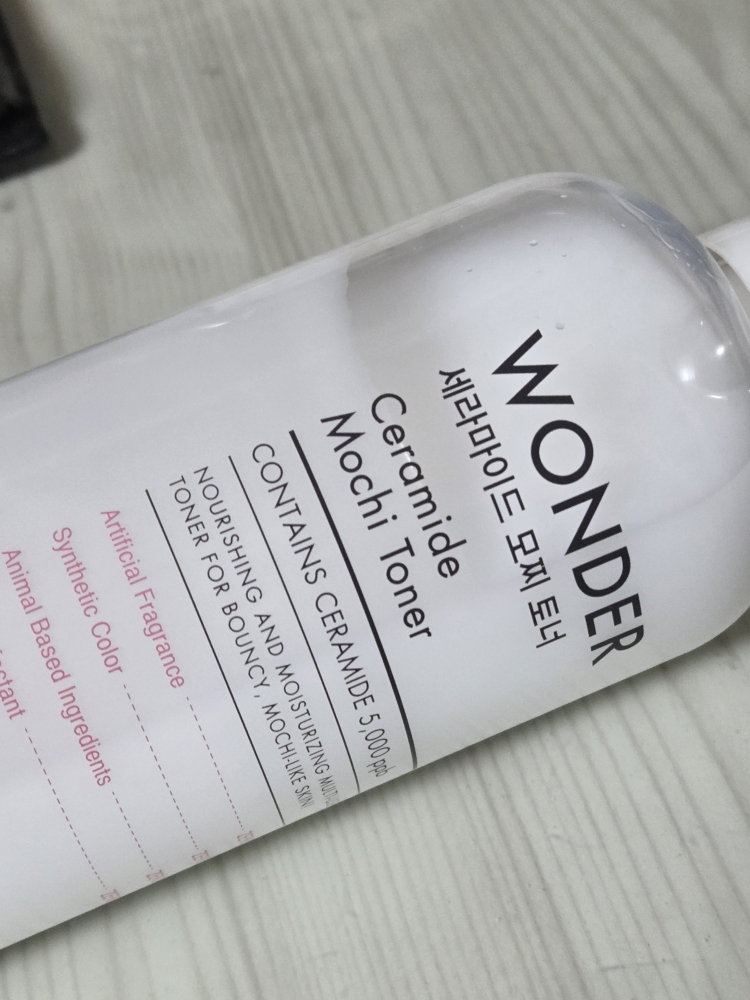 WONDER
세라마이드 모찌 토너
Ceramide
Mochi Toner
CONTAINS CERAMIDE 5,000 ppb
NOURISHING AND MOISTURIZING
TONER FOR BOUNCY, MOCHI-LIKE SKIN!
Artificial Fragrance
Synthetic Color
Animal Based Ingredients